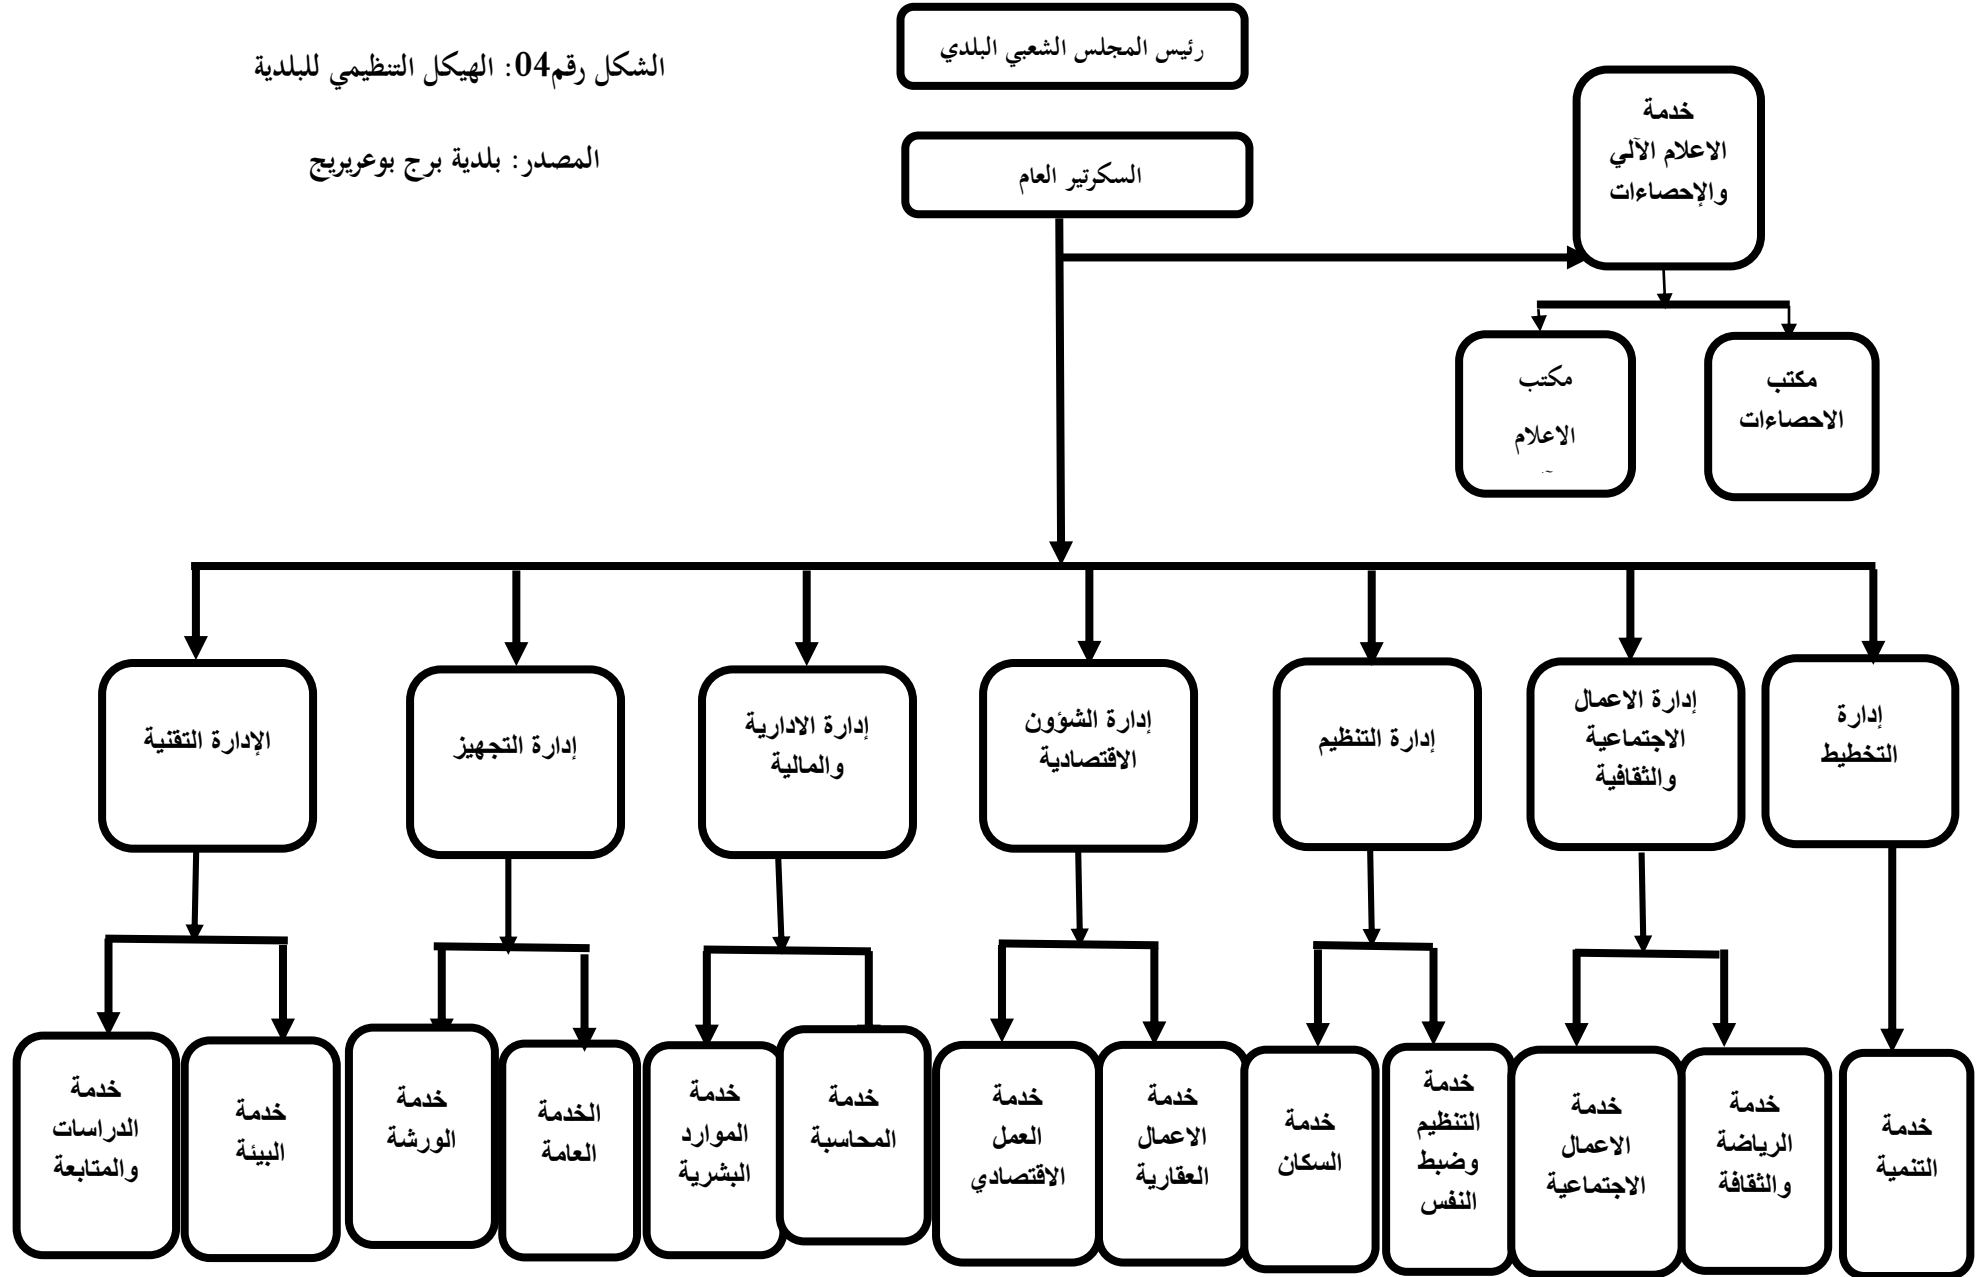 رئيس المجلس الشعبي البلدي
الشكل رقم04: الهيكل التنظيمي للبلدية
المصدر: بلدية برج بوعريريج
السكرتير العام
خدمة
الاعلام الآلي
والإحصاءات
مكتب
الاحصاءات
مكتب
الاعلام
إدارة
التخطيط
إدارة الاعمال
الاجتماعية
والثقافية
إدارة التنظيم
إدارة الشؤون
الاقتصادية
إدارة الادارية
والمالية
إدارة التجهيز
الإدارة التقنية
خدمة
التنمية
خدمة
الرياضة
والثقافة
خدمة
الاعمال
الاجتماعية
خدمة
التنظيم
وضبط
النفس
خدمة
السكان
خدمة
الاعمال
العقارية
خدمة
العمل
الاقتصادي
خدمة
المحاسبة
خدمة
الموارد
البشرية
الخدمة
العامة
خدمة
الورشة
خدمة
البيئة
خدمة
الدراسات
والمتابعة